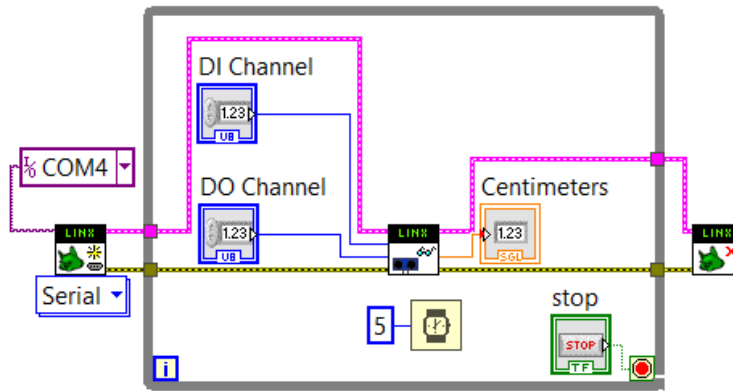 DI Channel
1.23
U8
I/O COM4
DO Channel
Centimeters
LINX
1.23
U8
LINX
1.23
SGL
LINX
Serial
5
stop
STOP
TF
i